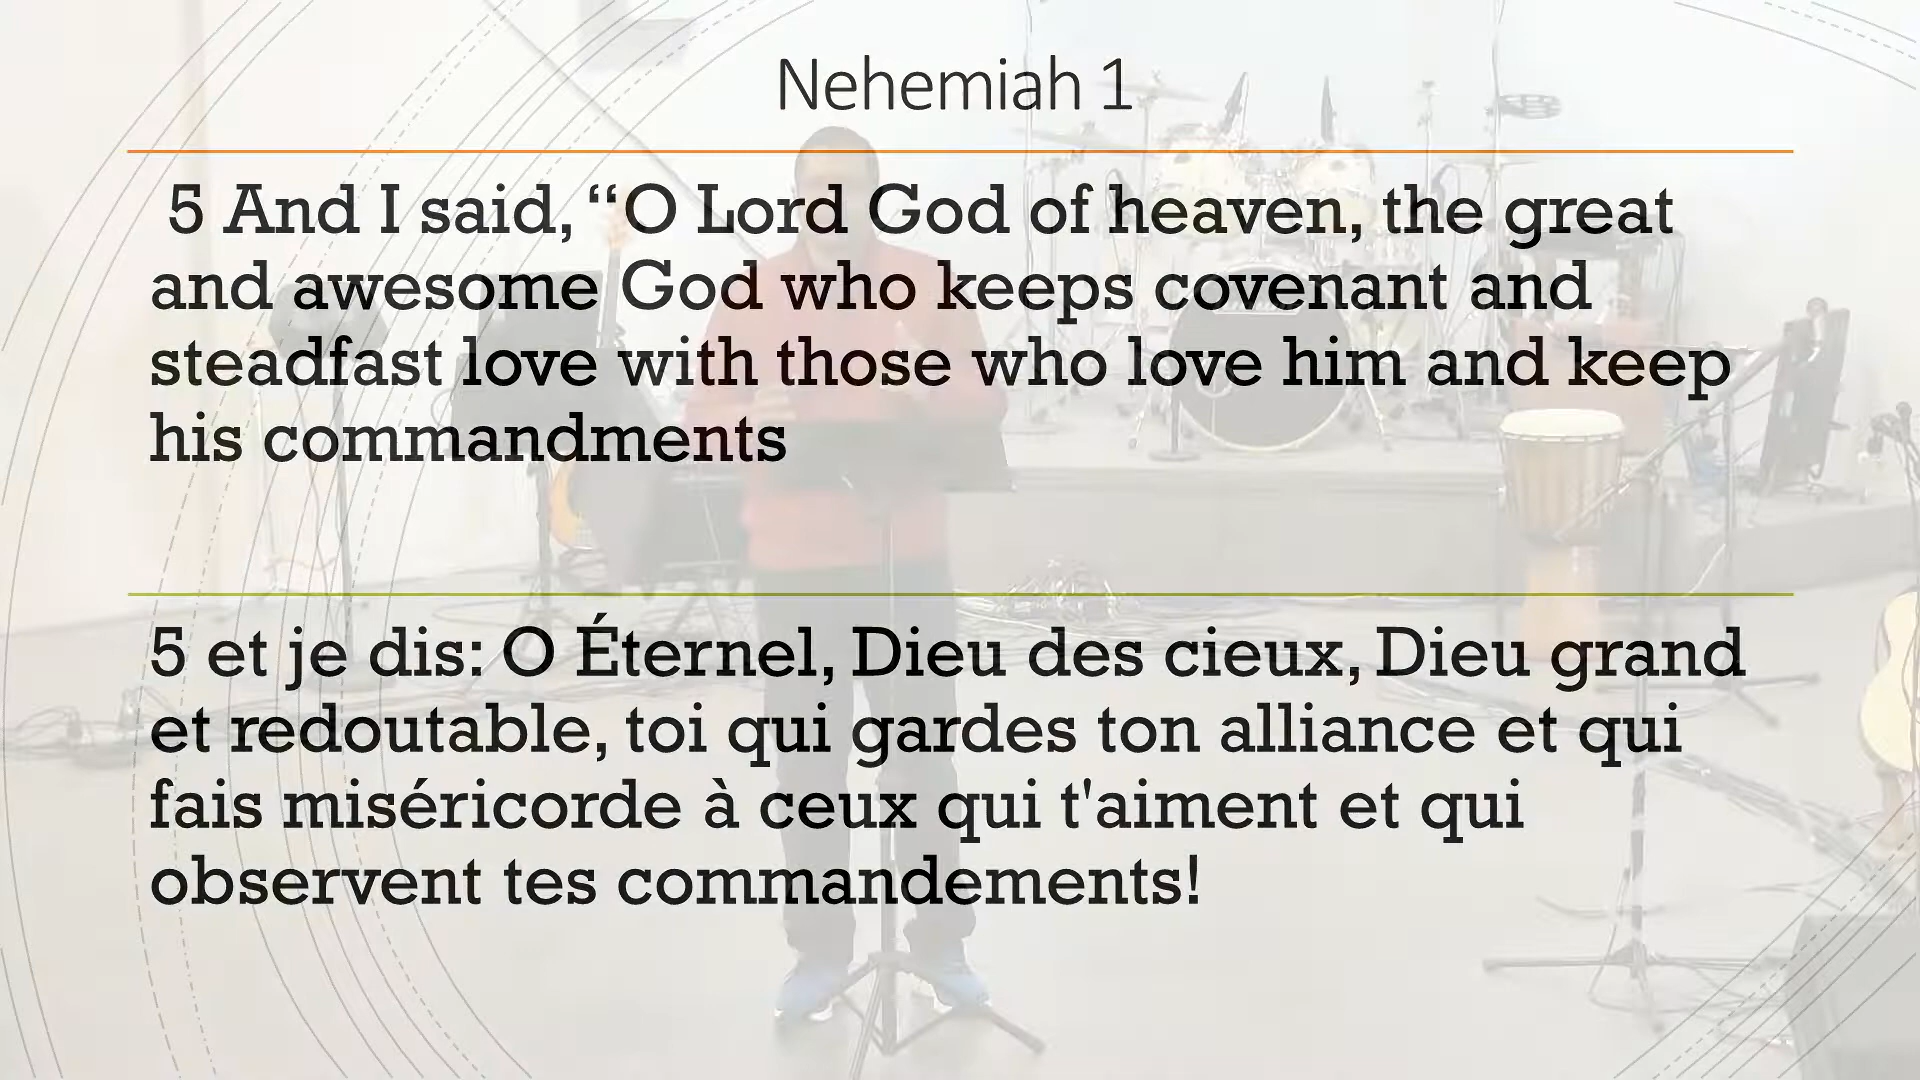 Nehemiah 1
5 And I said, “O Lord God of heaven, the great
and awesome God who keeps covenant and
steadfast love with those who love him and keep
his commandments
5 et je dis: O Éternel, Dieu des cieux, Dieu grand
et redoutable, toi qui gardes ton alliance et qui
fais miséricorde à ceux qui t'aiment et qui
observent tes commandements!